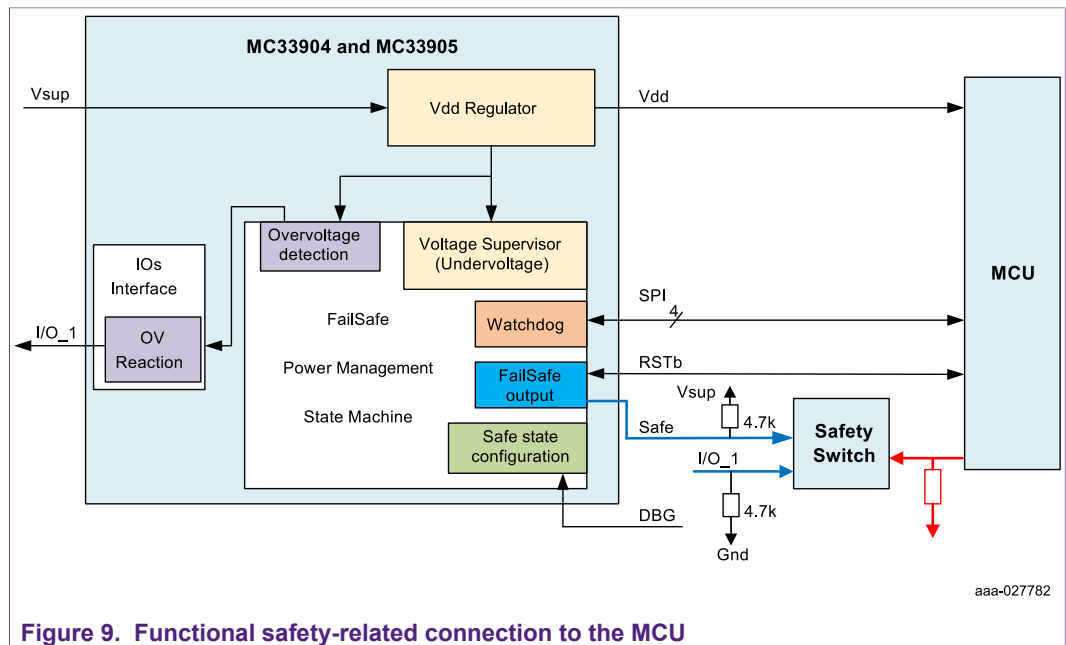 MC33904 and MC33905
Vsup
Vdd Regulator
Vdd
Overvoltage
detection
Voltage Supervisor
(Undervoltage)
IOs
Interface
MCU
SPI
4
FailSafe
Watchdog
I/O_1
OV
Reaction
Power Management
RSTb
FailSafe
output
Vsup
State Machine
Safe
4.7k
Safety
Switch
Safe state
configuration
I/O_1
DBG
4.7k
Gnd
aaa-027782
Figure 9. Functional safety-related connection to the MCU